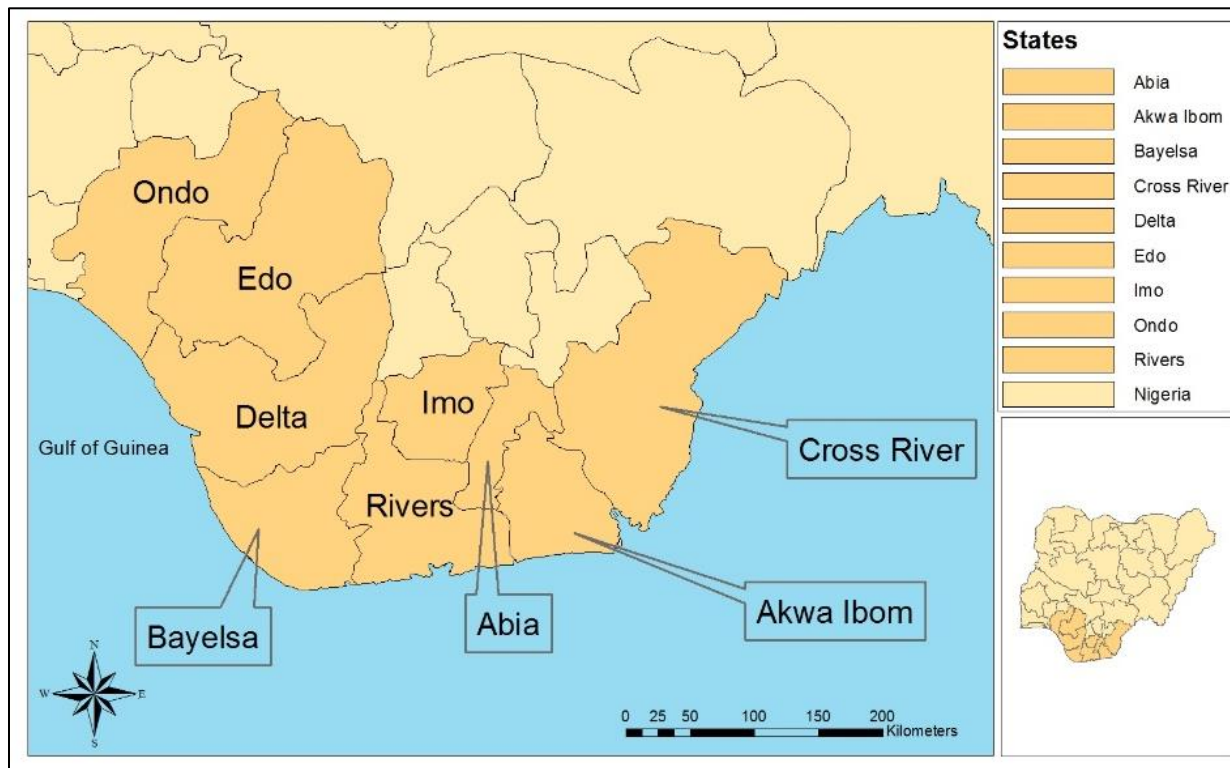 Ondo
Edo
Delta
Imo
Gulf of Guinea
Rivers
Cross River
Bayelsa
Abia
Akwa Ibom
N
W
E
S
0 25 50 100 150 200
Kilometers
States
Abia
Akwa Ibom
Bayelsa
Cross River
Delta
Edo
Imo
Ondo
Rivers
Nigeria